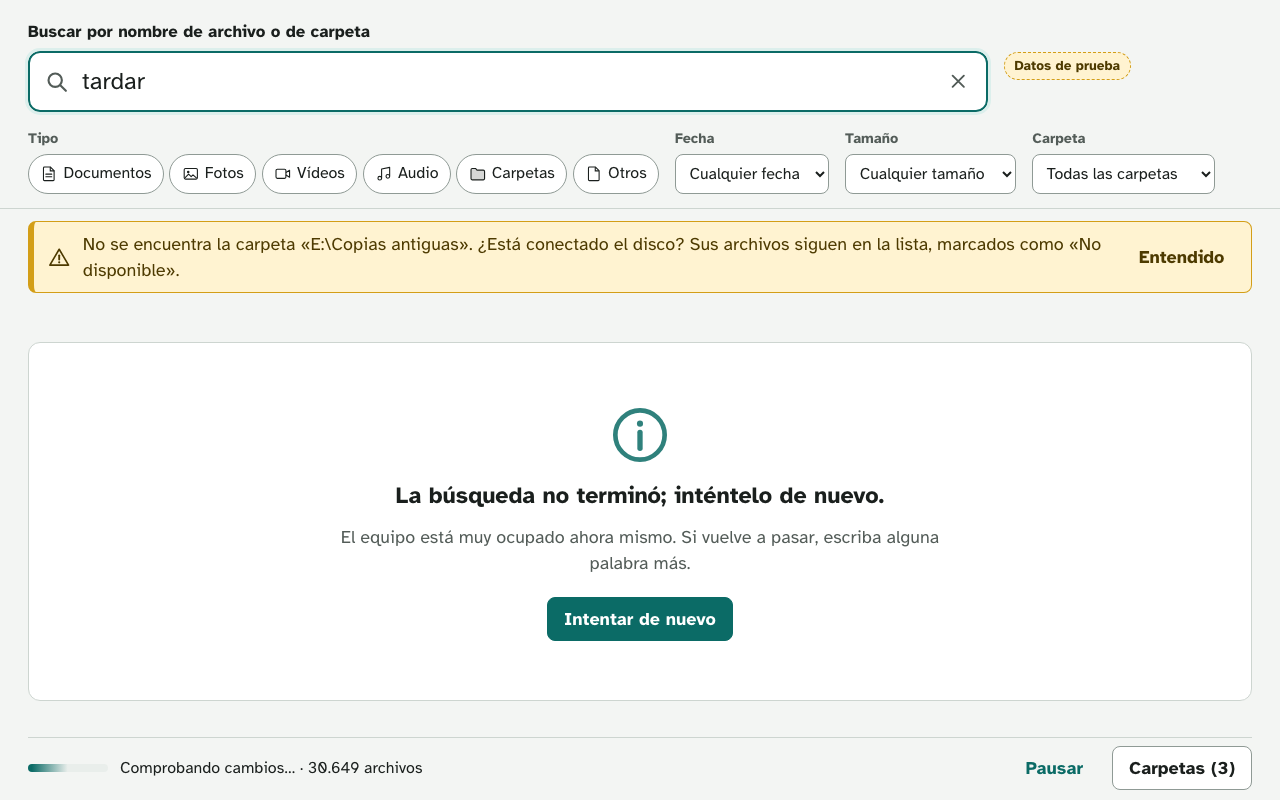 Buscar por nombre de archivo o de carpeta
tardar
Datos de prueba
Tipo
Fecha
Tamaño
Carpeta
Documentos
Fotos
Vídeos
Audio
Carpetas
Otros
Cualquier fecha
Cualquier tamaño
Todas las carpetas
No se encuentra la carpeta «E:\Copias antiguas». ¿Está conectado el disco? Sus archivos siguen en la lista, marcados como «No
disponible».
Entendido
La búsqueda no terminó; inténtelo de nuevo.
El equipo está muy ocupado ahora mismo. Si vuelve a pasar, escriba alguna
palabra más.
Intentar de nuevo
Comprobando cambios... · 30.649 archivos
Pausar
Carpetas (3)